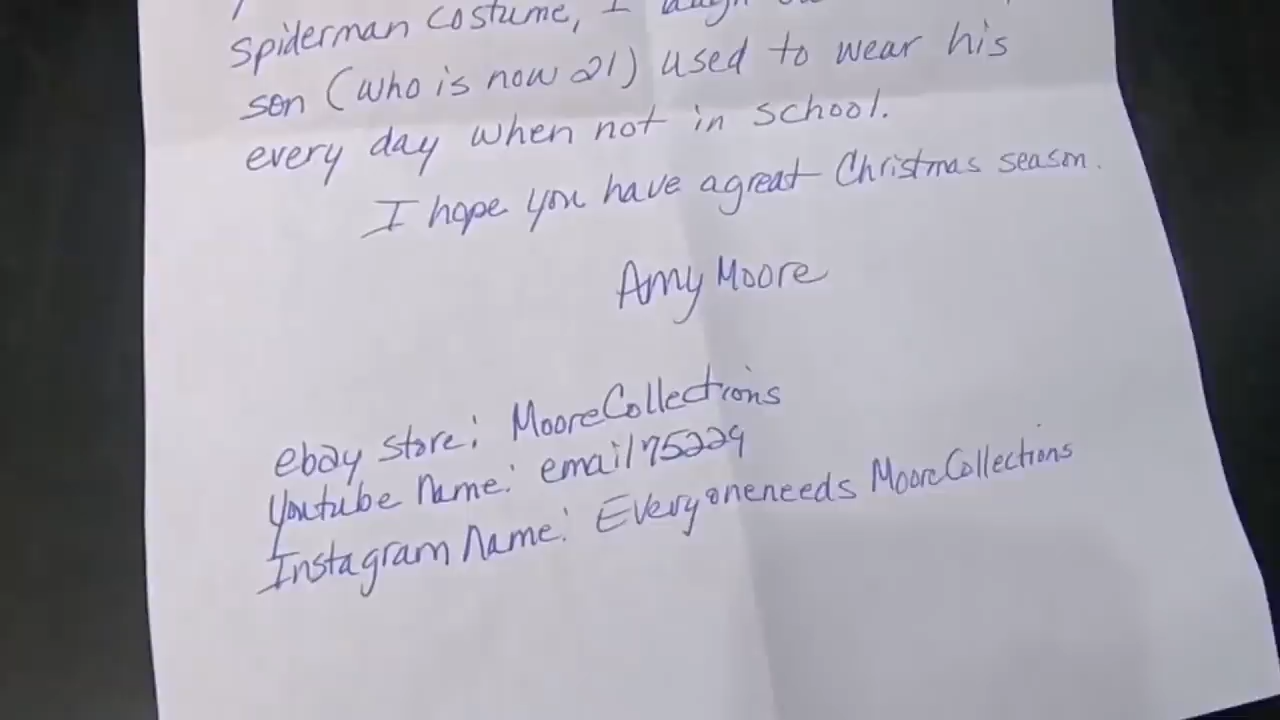 Spiderman costume, I laugh
son (who is now 21) used to wear his
every day when not in school.
I hope you have a great Christmas season.
Amy Moore
ebay store: MooreCollections
Youtube Name: email75229
Instagram Name: Everyoneneeds MooreCollections